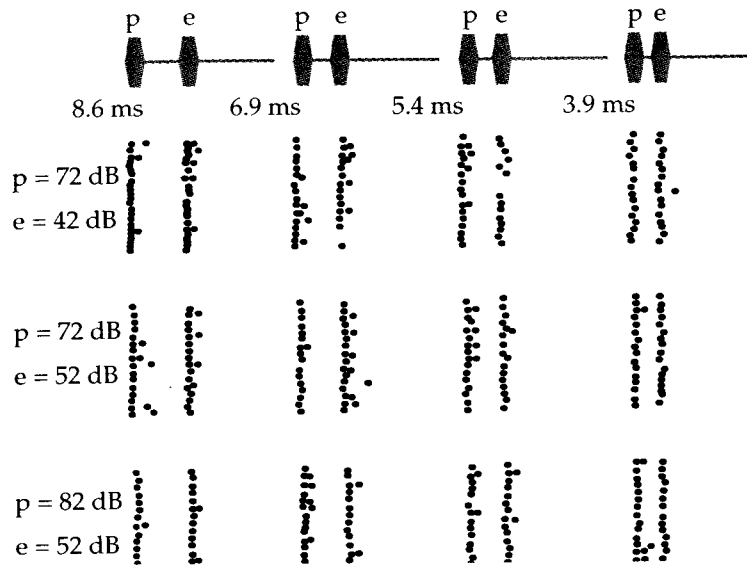 p e p e p e p e
8.6 ms 6.9 ms 5.4 ms 3.9 ms
p = 72 dB
e = 42 dB
p = 72 dB
e = 52 dB
p = 82 dB
e = 52 dB